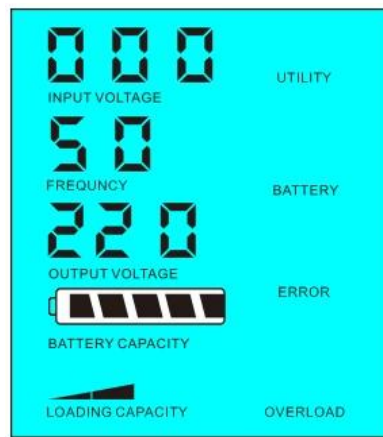 000
UTILITY
INPUT VOLTAGE
50
FREQUNCY
BATTERY
220
OUTPUT VOLTAGE
ERROR
BATTERY CAPACITY
LOADING CAPACITY
OVERLOAD